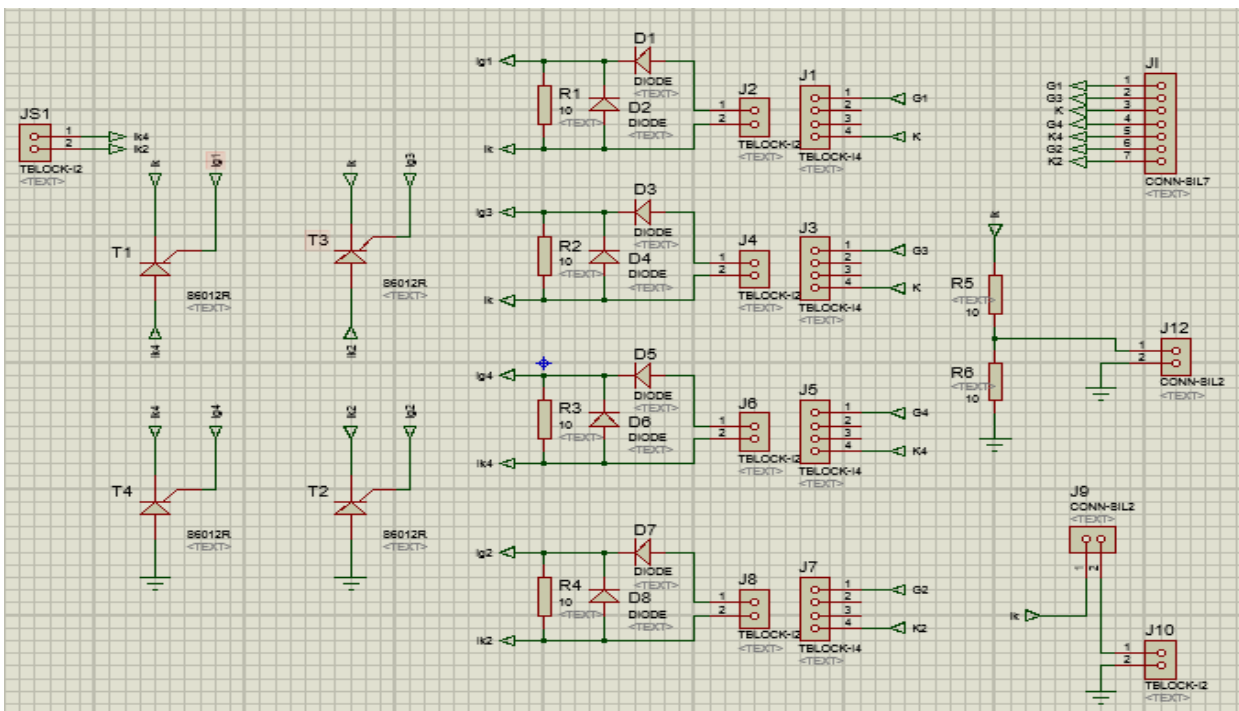 JS1
1
2
Ik4
Ik2
TBLOCK-I2
<TEXT>
Ik
Ig1
T1
S6012R
<TEXT>
Ik4
Ik
Ig3
T3
S6012R
<TEXT>
Ik2
Ik4
Ig4
T4
S6012R
<TEXT>
Ik2
Ig2
T2
S6012R
<TEXT>
Ig1
D1
DIODE
<TEXT>
R1
10
<TEXT>
D2
DIODE
<TEXT>
Ik
J2
1
2
TBLOCK-I2
<TEXT>
J1
1
2
3
4
G1
K
TBLOCK-I4
<TEXT>
Ig3
D3
DIODE
<TEXT>
R2
10
<TEXT>
D4
DIODE
<TEXT>
Ik
J4
1
2
TBLOCK-I2
<TEXT>
J3
1
2
3
4
G3
K
TBLOCK-I4
<TEXT>
Ig4
D5
DIODE
<TEXT>
R3
10
<TEXT>
D6
DIODE
<TEXT>
Ik4
J6
1
2
TBLOCK-I2
<TEXT>
J5
1
2
3
4
G4
K4
TBLOCK-I4
<TEXT>
Ig2
D7
DIODE
<TEXT>
R4
10
<TEXT>
D8
DIODE
<TEXT>
Ik2
J8
1
2
TBLOCK-I2
<TEXT>
J7
1
2
3
4
G2
K2
TBLOCK-I4
<TEXT>
JI
G1 1
G3 2
K 3
G4 4
K4 5
G2 6
K2 7
CONN-SIL7
<TEXT>
Ik
R5
<TEXT>
10
R6
<TEXT>
10
J12
1
2
CONN-SIL2
<TEXT>
J9
CONN-SIL2
<TEXT>
1
2
Ik
J10
1
2
TBLOCK-I2
<TEXT>